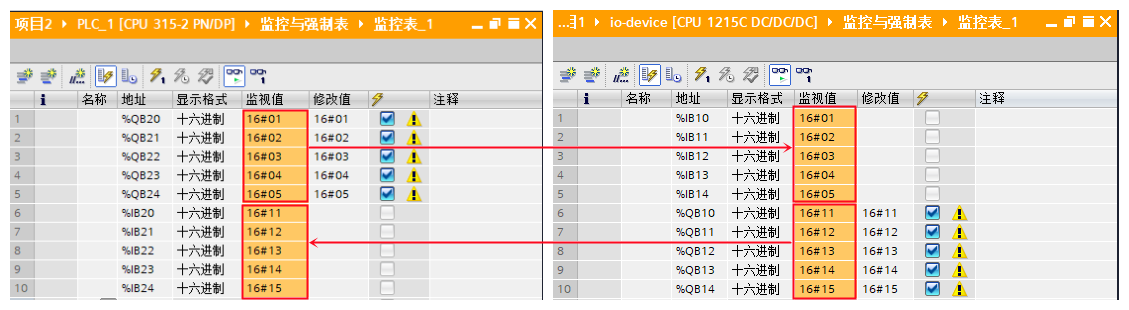 项目2 ▸ PLC_1 [CPU 315-2 PN/DP] ▸ 监控与强制表 ▸ 监控表_1
i 名称 地址 显示格式 监视值 修改值 注释
1 %QB20 十六进制 16#01 16#01
2 %QB21 十六进制 16#02 16#02
3 %QB22 十六进制 16#03 16#03
4 %QB23 十六进制 16#04 16#04
5 %QB24 十六进制 16#05 16#05
6 %IB20 十六进制 16#11
7 %IB21 十六进制 16#12
8 %IB22 十六进制 16#13
9 %IB23 十六进制 16#14
10 %IB24 十六进制 16#15
1 ▸ io-device [CPU 1215C DC/DC/DC] ▸ 监控与强制表 ▸ 监控表_1
i 名称 地址 显示格式 监视值 修改值 注释
1 %IB10 十六进制 16#01
2 %IB11 十六进制 16#02
3 %IB12 十六进制 16#03
4 %IB13 十六进制 16#04
5 %IB14 十六进制 16#05
6 %QB10 十六进制 16#11 16#11
7 %QB11 十六进制 16#12 16#12
8 %QB12 十六进制 16#13 16#13
9 %QB13 十六进制 16#14 16#14
10 %QB14 十六进制 16#15 16#15